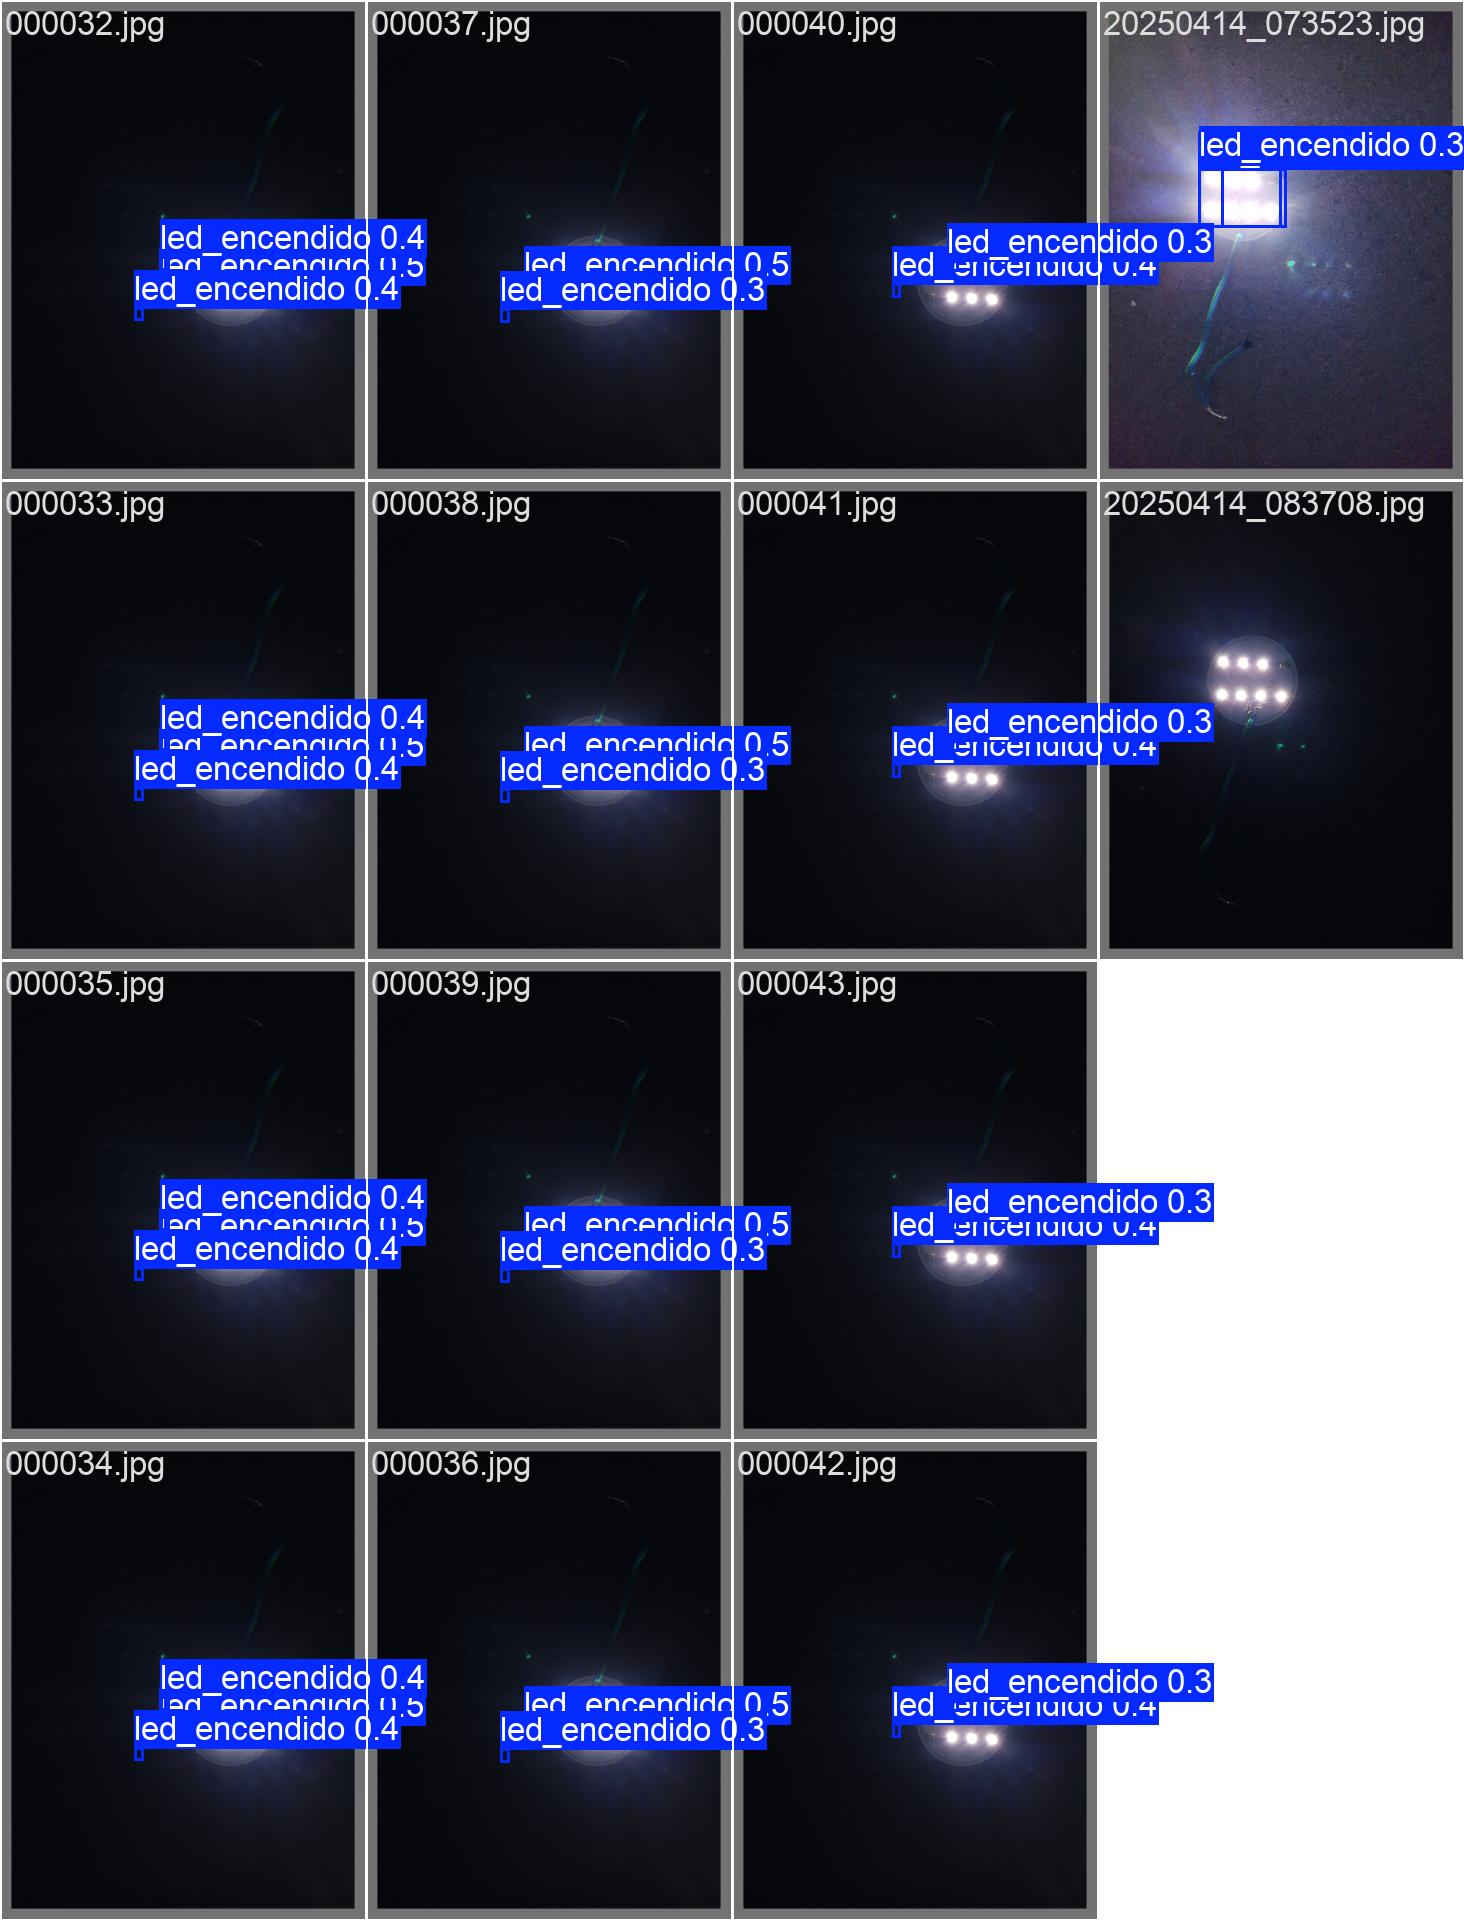 000032.jpg
led_encendido 0.4
led_encendido 0.5
led_encendido 0.4
000037.jpg
led_encendido 0.5
led_encendido 0.3
000040.jpg
led_encendido 0.3
led_encendido 0.4
20250414_073523.jpg
led_encendido 0.3
000033.jpg
led_encendido 0.4
led_encendido 0.5
led_encendido 0.4
000038.jpg
led_encendido 0.5
led_encendido 0.3
000041.jpg
led_encendido 0.3
led_encendido 0.4
20250414_083708.jpg
000035.jpg
led_encendido 0.4
led_encendido 0.5
led_encendido 0.4
000039.jpg
led_encendido 0.5
led_encendido 0.3
000043.jpg
led_encendido 0.3
led_encendido 0.4
000034.jpg
led_encendido 0.4
led_encendido 0.5
led_encendido 0.4
000036.jpg
led_encendido 0.5
led_encendido 0.3
000042.jpg
led_encendido 0.3
led_encendido 0.4